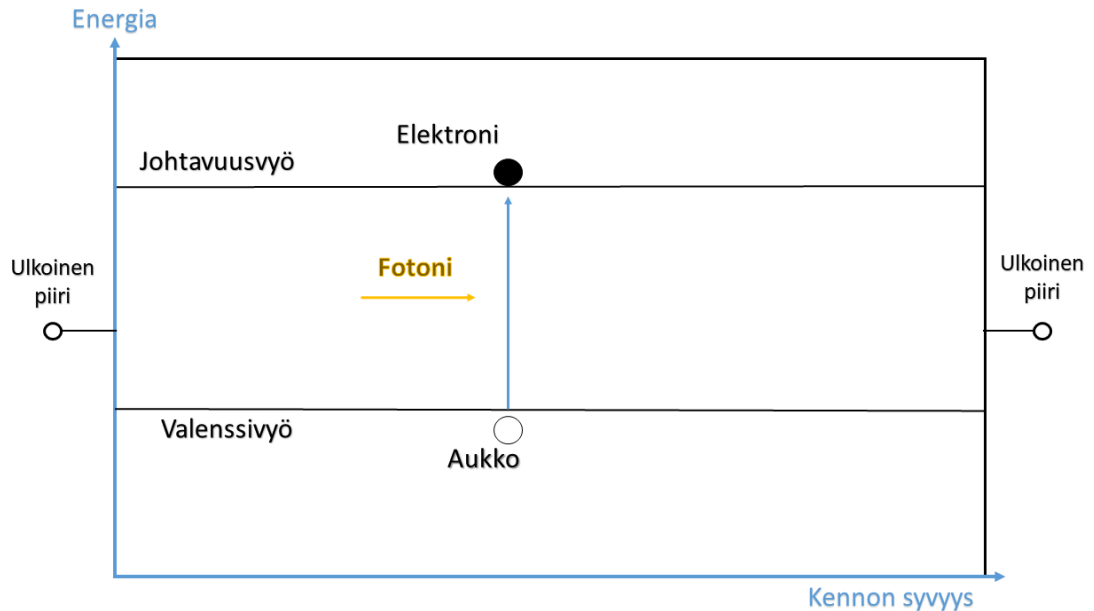 Energia
Elektroni
Johtavuusvyö
Fotoni
Ulkoinen
piiri
Ulkoinen
piiri
Valenssivyö
Aukko
Kennon syvyys